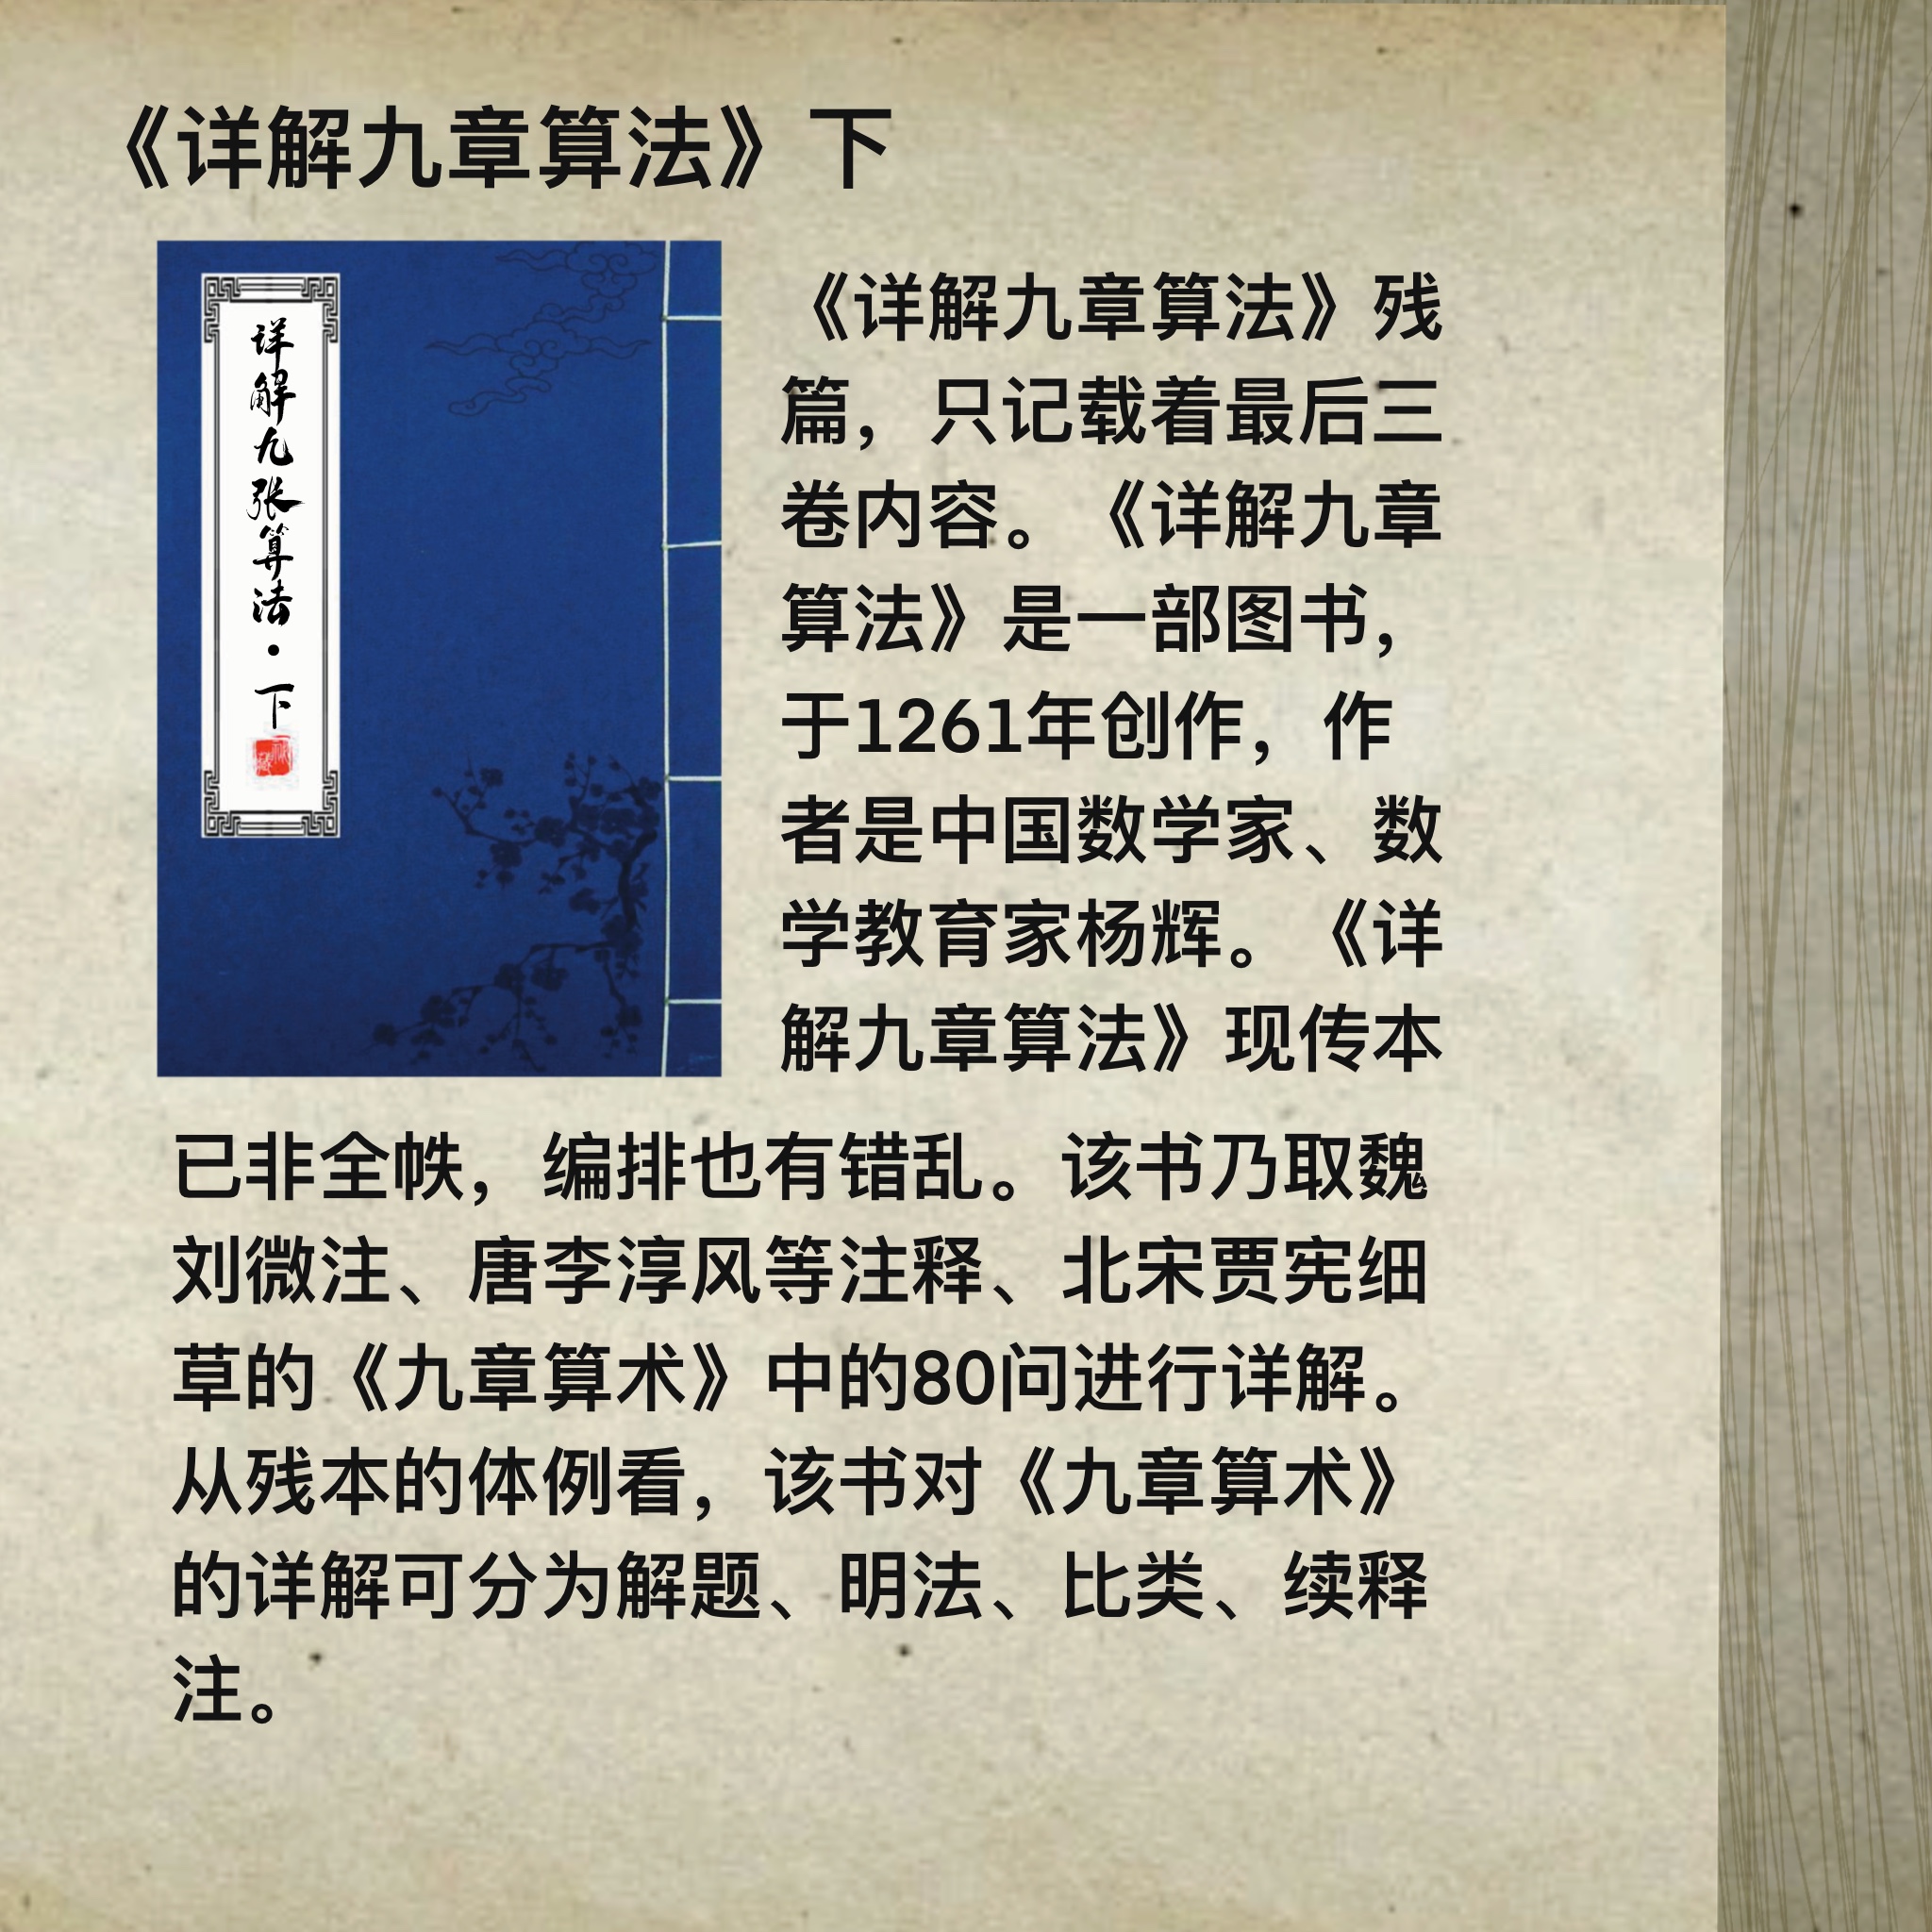 《详解九章算法》下
详解九张算法·下
《详解九章算法》残
篇，只记载着最后三
卷内容。《详解九章
算法》是一部图书，
于1261年创作，作
者是中国数学家、数
学教育家杨辉。《详
解九章算法》现传本
已非全帙，编排也有错乱。该书乃取魏
刘微注、唐李淳风等注释、北宋贾宪细
草的《九章算术》中的80问进行详解。
从残本的体例看，该书对《九章算术》
的详解可分为解题、明法、比类、续释
注。